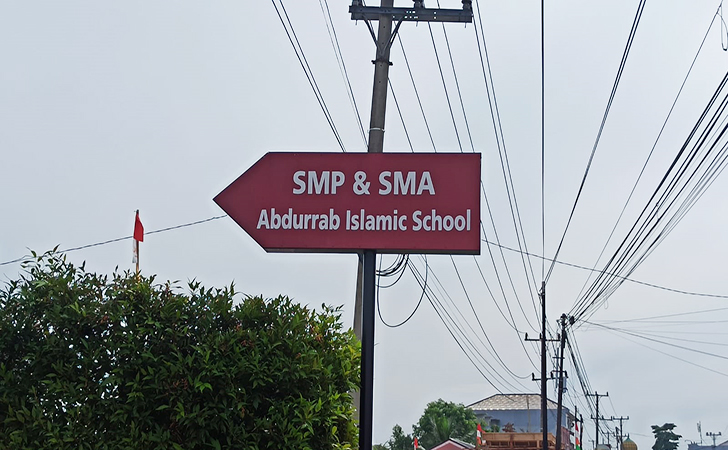 SMP & SMA
Abdurrab Islamic School